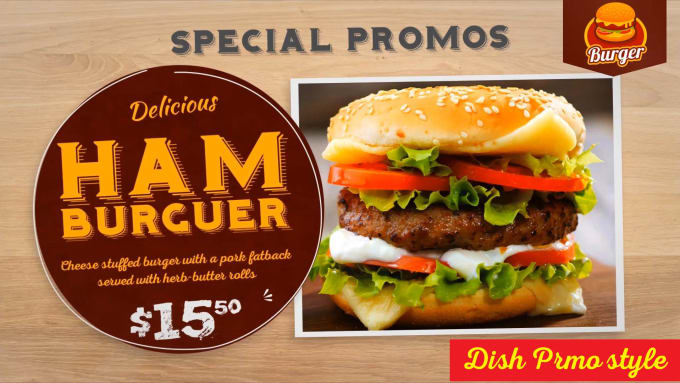 SPECIAL PROMOS
Burger
Delicious
HAM
BURGUER
Cheese stuffed burger with a pork fatback
served with herb-butter rolls
$1550
Dish Prmo style